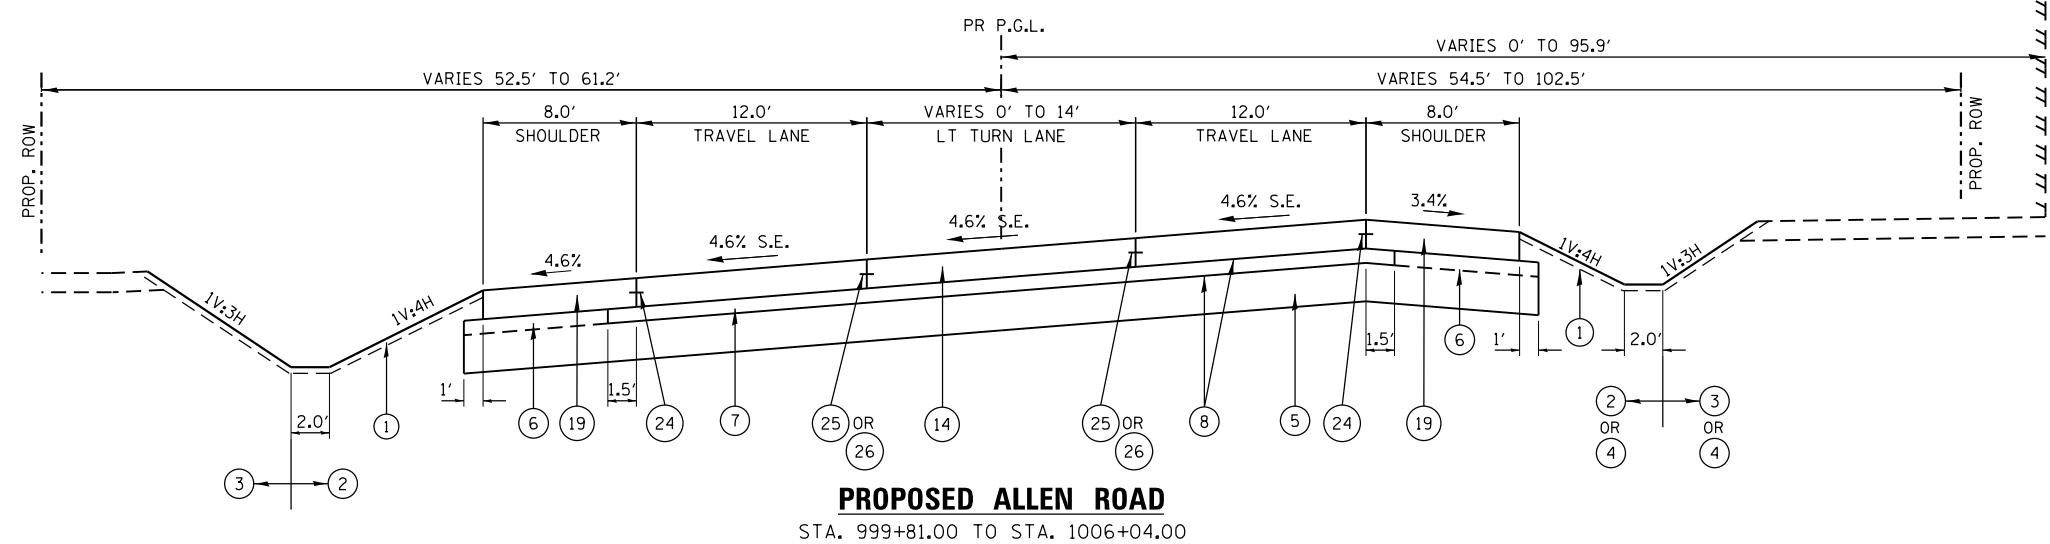 PR P.G.L.
VARIES 0' TO 95.9'
VARIES 52.5' TO 61.2'
VARIES 54.5' TO 102.5'
8.0'
SHOULDER
12.0'
TRAVEL LANE
VARIES 0' TO 14'
LT TURN LANE
12.0'
TRAVEL LANE
8.0'
SHOULDER
PROP. ROW
PROP. ROW
4.6%
4.6% S.E.
4.6% S.E.
4.6% S.E.
3.4%
1V:3H
1V:4H
1V:4H
1V:3H
2.0'
1'
1.5'
1.5'
1'
2.0'
1
6
19
24
7
25 OR
26
14
25 OR
26
8
5
24
19
6
1
2
OR
4
3
OR
4
3
2
PROPOSED ALLEN ROAD
STA. 999+81.00 TO STA. 1006+04.00